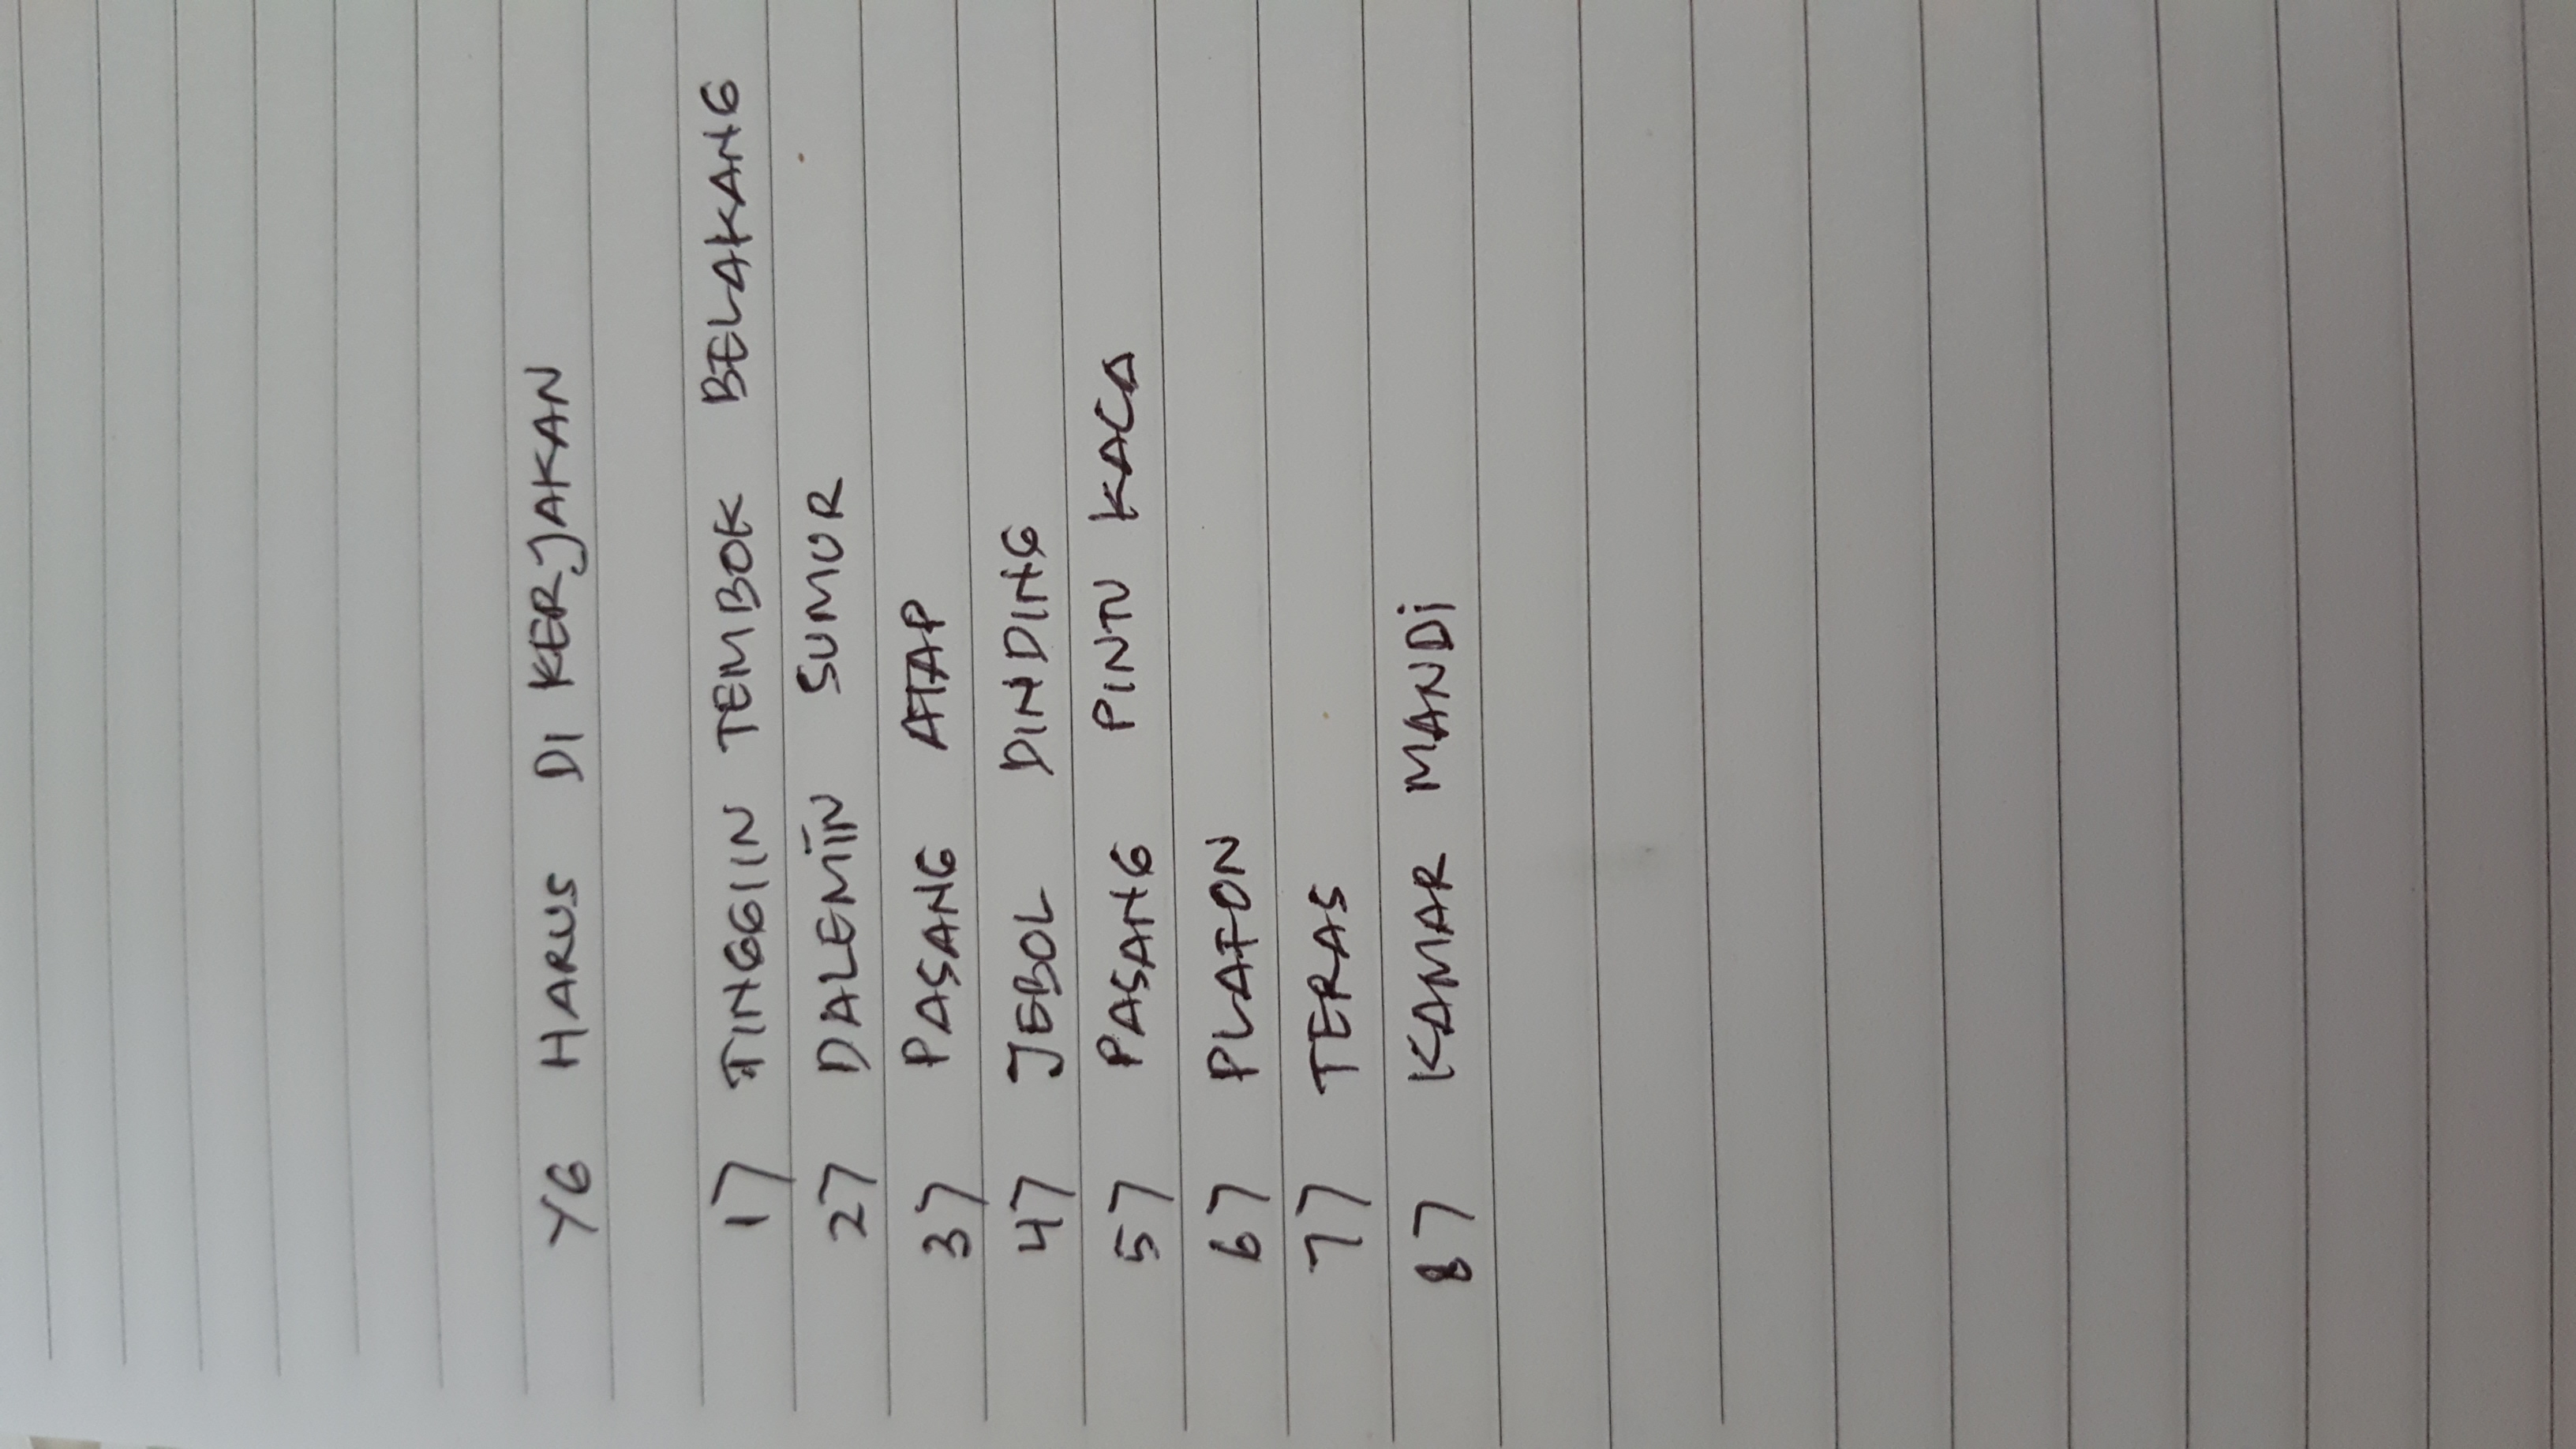 YG HARUS DI KERJAKAN
1) TINGGIIN TEMBOK BELAKANG
2) DALEMIN SUMUR
3) PASANG ATAP
4) JEBOL DINDING
5) PASANG PINTU KACA
6) PLAFON
7) TERAS
8) KAMAR MANDI